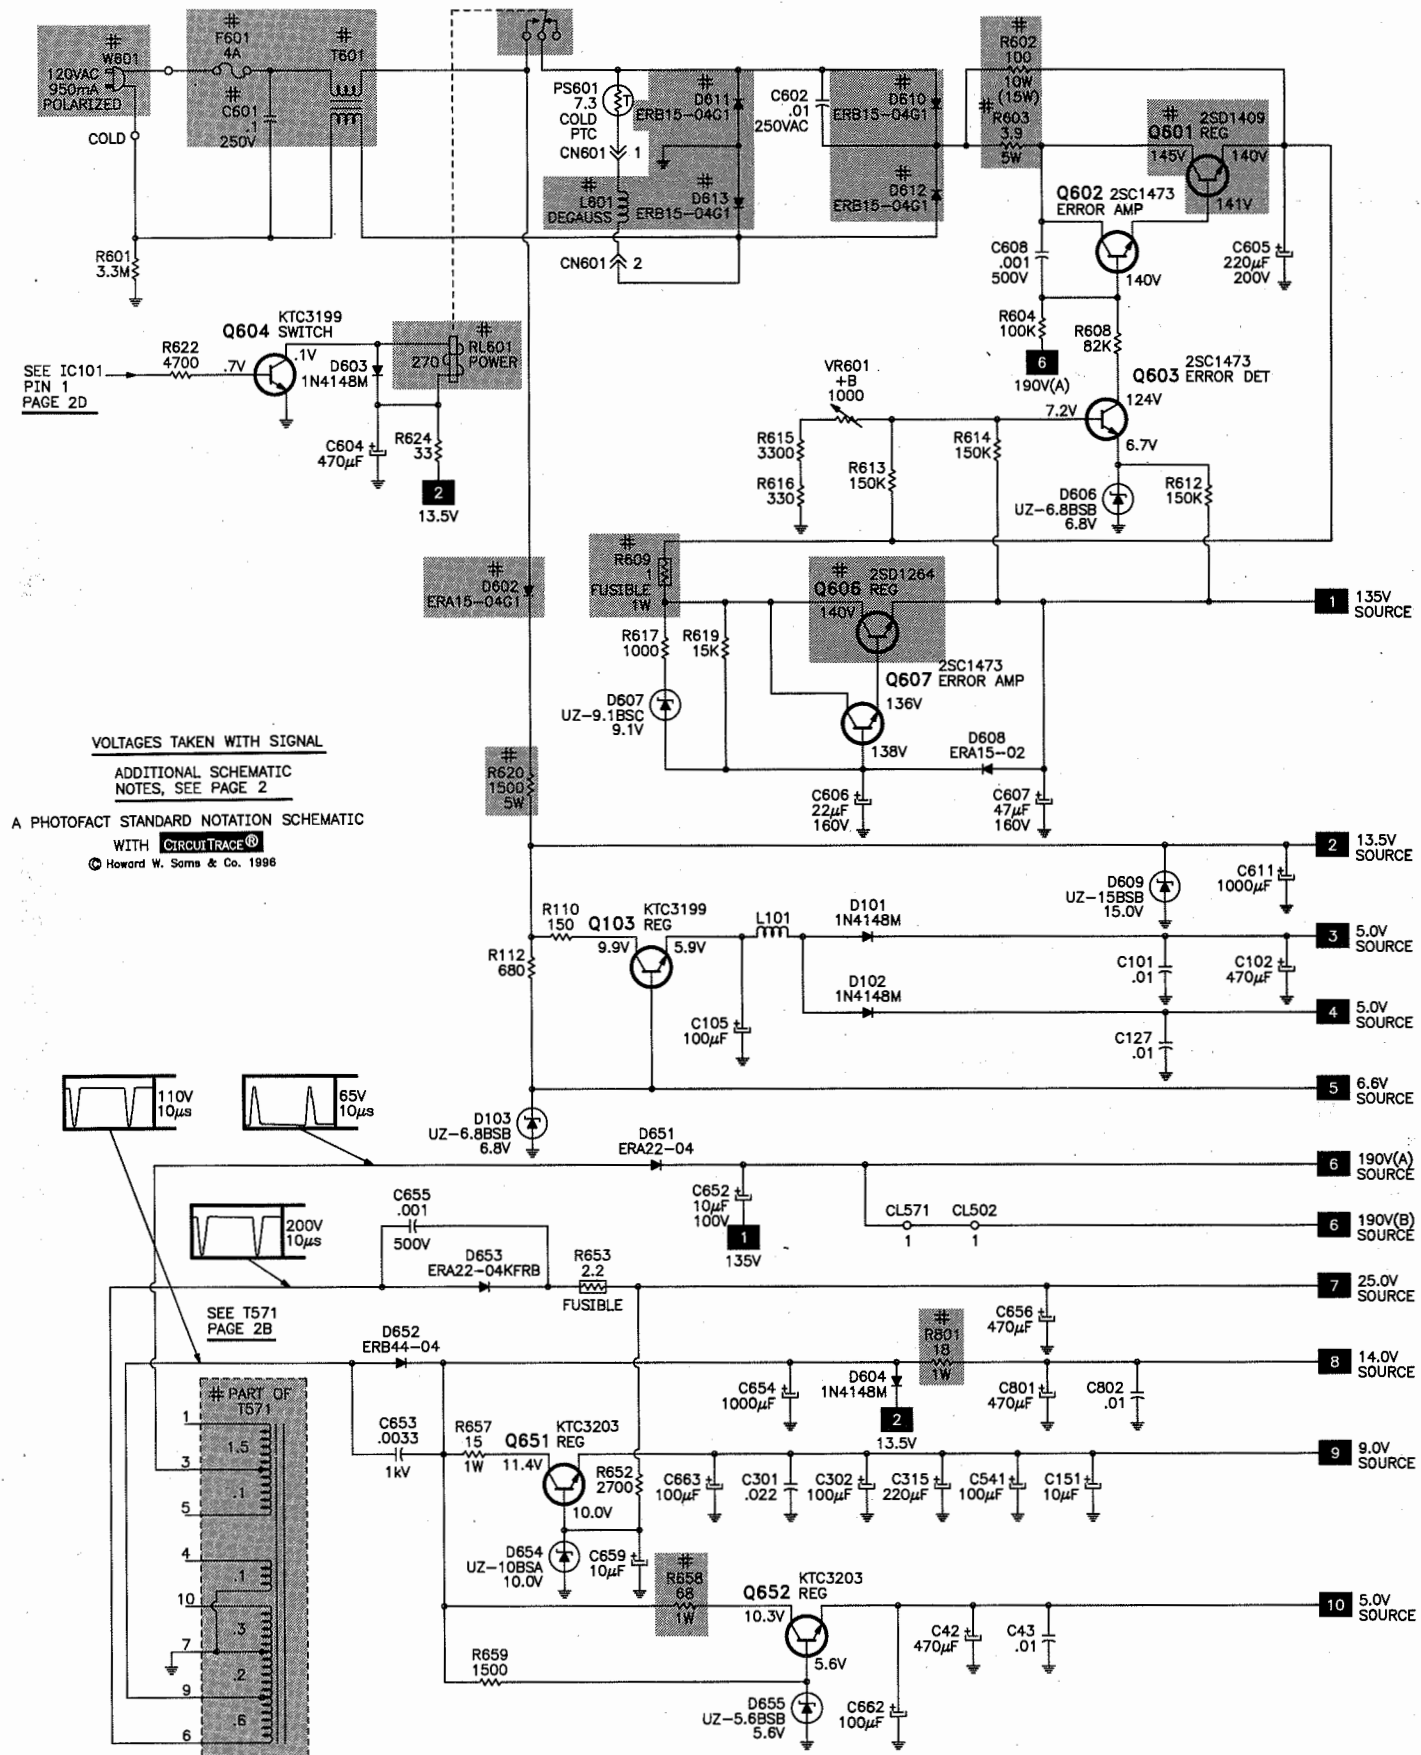 #
W601
120VAC
950mA
POLARIZED
COLD
#
F601
4A
#
C601
.1
250V
#
T601
R601
3.3M
PS601
7.3
COLD
PTC
CN601 1
#
L601
DEGAUSS
CN601 2
#
D611
ERB15-04G1
#
D613
ERB15-04G1
C602
.01
250VAC
#
D610
ERB15-04G1
#
D612
ERB15-04G1
#
R602
100
10W
(15W)
#
R603
3.9
5W
#
Q601 2SD1409
REG
145V
140V
141V
Q602 2SC1473
ERROR AMP
140V
C608
.001
500V
C605
220µF
200V
R604
100K
6
190V(A)
R608
82K
2SC1473
Q603 ERROR DET
124V
7.2V
6.7V
SEE IC101
PIN 1
PAGE 2D
R622
4700
KTC3199
Q604 SWITCH
.7V
.1V
D603
1N4148M
#
RL601
POWER
270
C604
470µF
R624
33
2
13.5V
VR601
+B
1000
R615
3300
R616
330
R613
150K
R614
150K
D606
UZ-6.8BSB
6.8V
R612
150K
#
D602
ERA15-04G1
#
R609
1
FUSIBLE
1W
#
2SD1264
Q606 REG
140V
1 135V
SOURCE
R617
1000
R619
15K
2SC1473
Q607 ERROR AMP
136V
138V
D607
UZ-9.1BSC
9.1V
D608
ERA15-02
C606
22µF
160V
C607
47µF
160V
VOLTAGES TAKEN WITH SIGNAL
ADDITIONAL SCHEMATIC
NOTES, SEE PAGE 2
A PHOTOFACT STANDARD NOTATION SCHEMATIC
WITH CIRCUITRACE®
© Howard W. Sams & Co. 1996
#
R620
1500
5W
2 13.5V
SOURCE
D609
UZ-15BSB
15.0V
C611
1000µF
R110
150
KTC3199
Q103 REG
9.9V
5.9V
R112
680
L101
D101
1N4148M
3 5.0V
SOURCE
C101
.01
C102
470µF
D102
1N4148M
4 5.0V
SOURCE
C105
100µF
C127
.01
5 6.6V
SOURCE
D103
UZ-6.8BSB
6.8V
110V
10µs
65V
10µs
D651
ERA22-04
6 190V(A)
SOURCE
C652
10µF
100V
1
135V
CL571
1
CL502
1
6 190V(B)
SOURCE
200V
10µs
C655
.001
500V
D653
ERA22-04KFRB
R653
2.2
FUSIBLE
7 25.0V
SOURCE
C656
470µF
SEE T571
PAGE 2B
D652
ERB44-04
#
R801
18
1W
8 14.0V
SOURCE
C654
1000µF
D604
1N4148M
2
13.5V
C801
470µF
C802
.01
C653
.0033
1kV
R657
15
1W
KTC3203
Q651 REG
11.4V
10.0V
R652
2700
9 9.0V
SOURCE
C663
100µF
C301
.022
C302
100µF
C315
220µF
C541
100µF
C151
10µF
D654
UZ-10BSA
10.0V
C659
10µF
#
R658
68
1W
KTC3203
Q652 REG
10.3V
5.6V
10 5.0V
SOURCE
C42
470µF
C43
.01
R659
1500
D655
UZ-5.6BSB
5.6V
C662
100µF
# PART OF
T571
1
1.5
3
.1
5
4
.1
10
.3
7
.2
9
.6
6